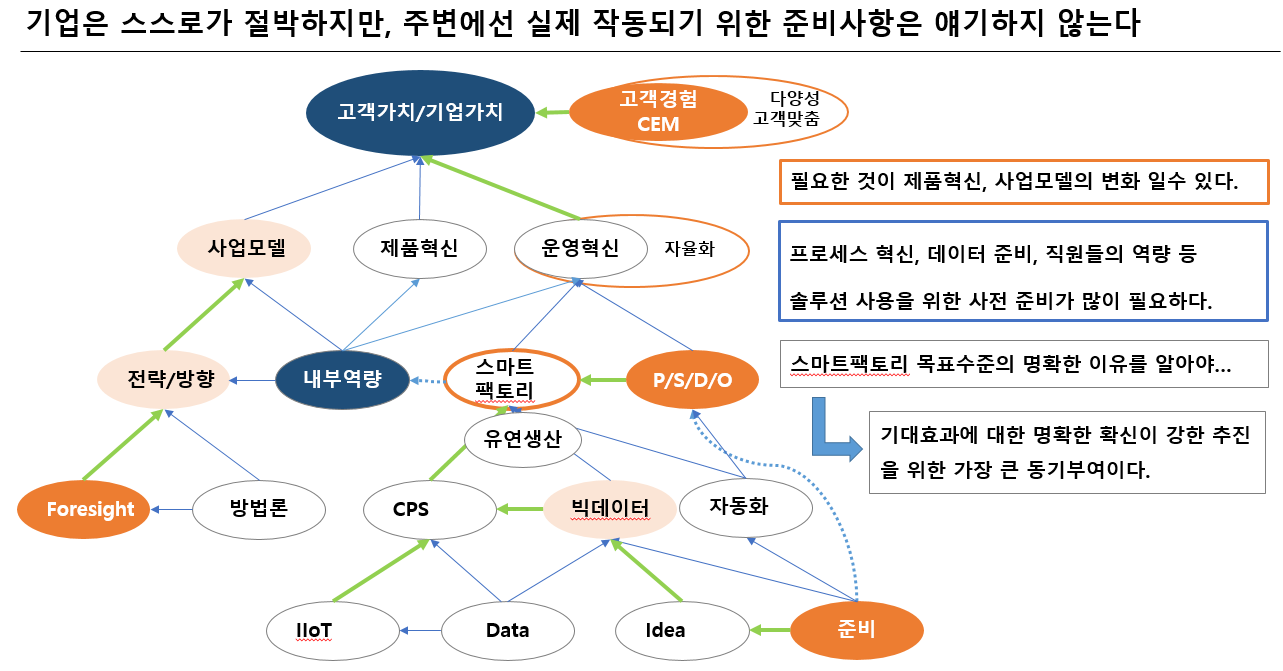 기업은 스스로가 절박하지만, 주변에선 실제 작동되기 위한 준비사항은 얘기하지 않는다
고객가치/기업가치
고객경험
CEM
다양성
고객맞춤
필요한 것이 제품혁신, 사업모델의 변화 일수 있다.
사업모델
제품혁신
운영혁신
자율화
프로세스 혁신, 데이터 준비, 직원들의 역량 등
솔루션 사용을 위한 사전 준비가 많이 필요하다.
전략/방향
내부역량
스마트
팩토리
P/S/D/O
스마트팩토리 목표수준의 명확한 이유를 알아야...
유연생산
기대효과에 대한 명확한 확신이 강한 추진
을 위한 가장 큰 동기부여이다.
Foresight
방법론
CPS
빅데이터
자동화
IIoT
Data
Idea
준비